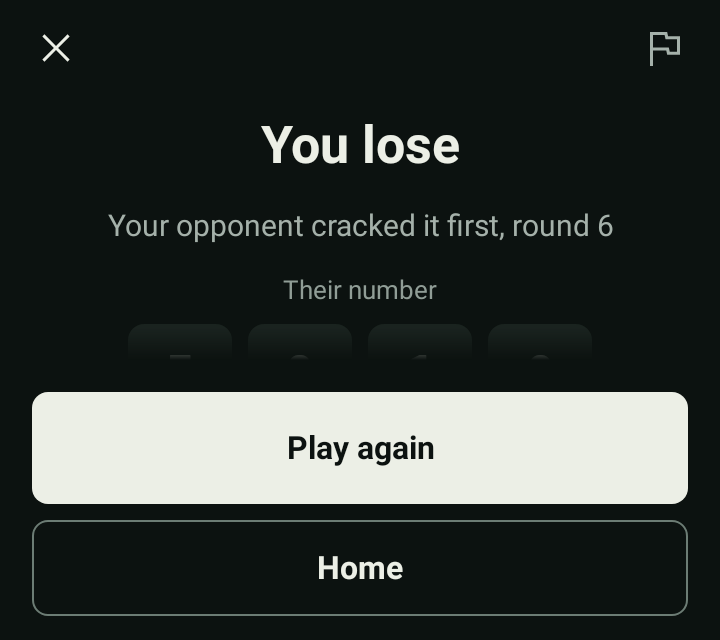 You lose
Your opponent cracked it first, round 6
Their number
Play again
Home